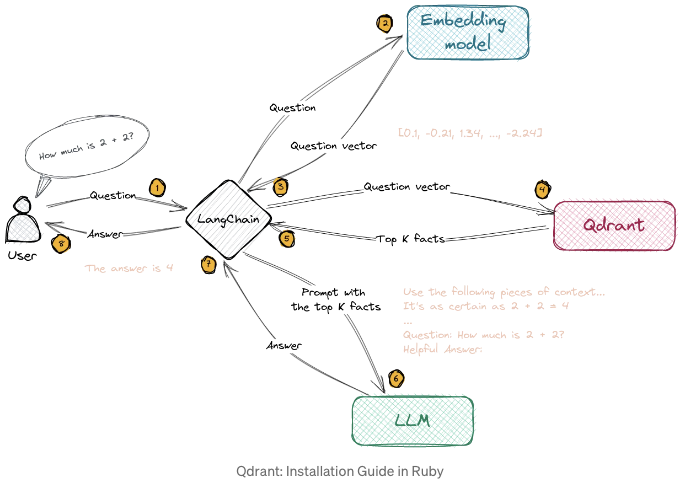 Embedding
model
2
Question
[0.1, -0.21, 1.34, ..., -2.24]
Question vector
How much is 2 + 2?
1
3
Question
Question vector
4
LangChain
Qdrant
User
8
Answer
5
Top K facts
The answer is 4
7
Prompt with
the top K facts
Use the following pieces of context...
It's as certain as 2 + 2 = 4
...
Question: How much is 2 + 2?
Helpful Answer:
Answer
6
LLM
Qdrant: Installation Guide in Ruby